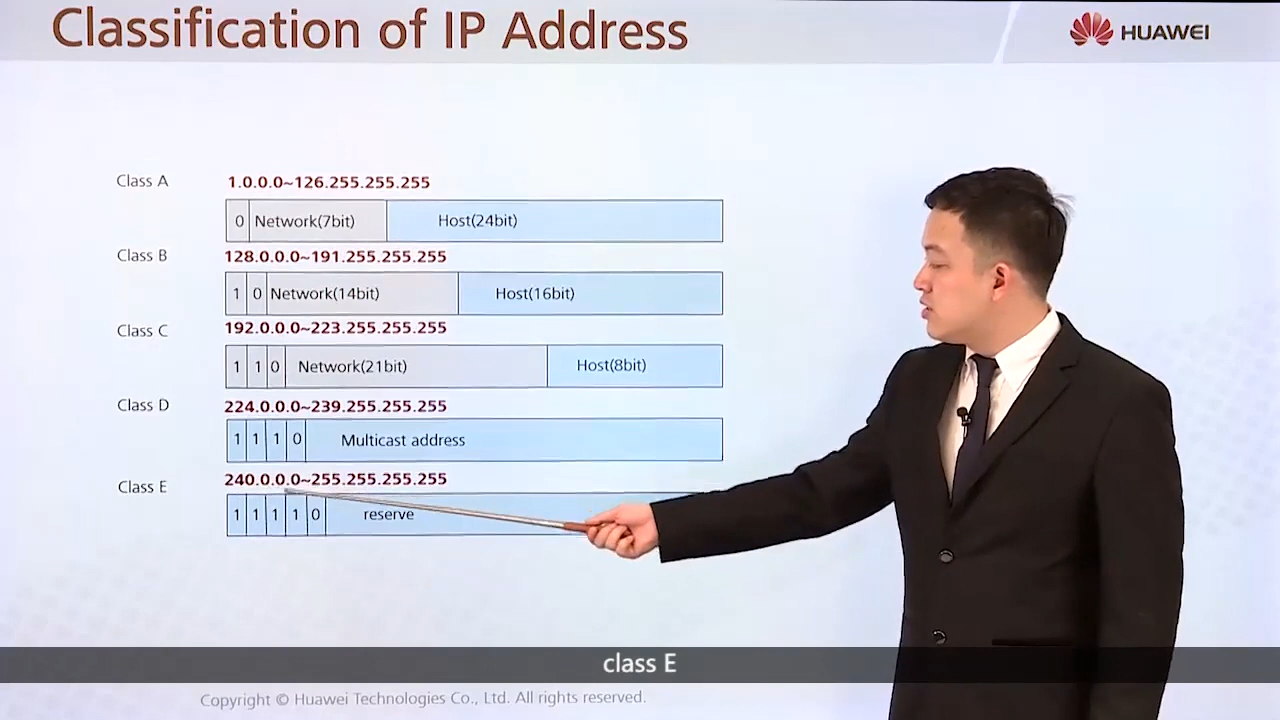 Classification of IP Address
HUAWEI
Class A
1.0.0.0~126.255.255.255
0 Network(7bit) Host(24bit)
Class B
128.0.0.0~191.255.255.255
1 0 Network(14bit) Host(16bit)
Class C
192.0.0.0~223.255.255.255
1 1 0 Network(21bit) Host(8bit)
Class D
224.0.0.0~239.255.255.255
1 1 1 0 Multicast address
Class E
240.0.0.0~255.255.255.255
1 1 1 1 0 reserve
class E
Copyright © Huawei Technologies Co., Ltd. All rights reserved.